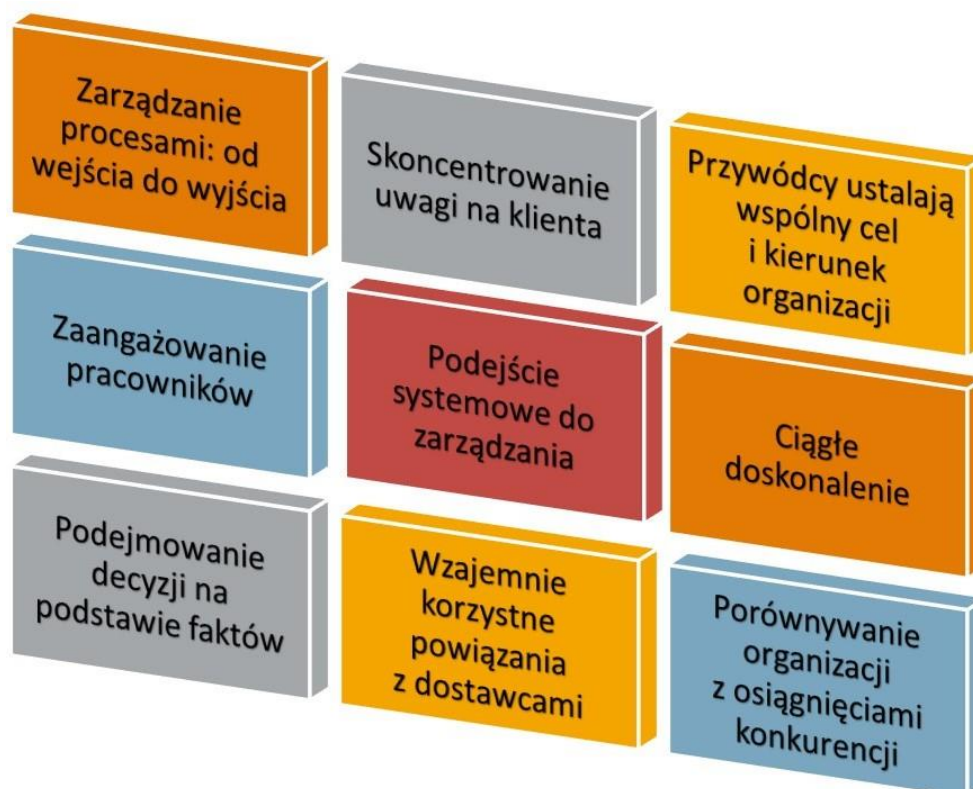 Zarządzanie
procesami: od
wejścia do wyjścia
Skoncentrowanie
uwagi na klienta
Przywódcy ustalają
wspólny cel
i kierunek
organizacji
Zaangażowanie
pracowników
Podejście
systemowe do
zarządzania
Ciągłe
doskonalenie
Podejmowanie
decyzji na
podstawie faktów
Wzajemnie
korzystne
powiązania
z dostawcami
Porównywanie
organizacji
z osiągnięciami
konkurencji